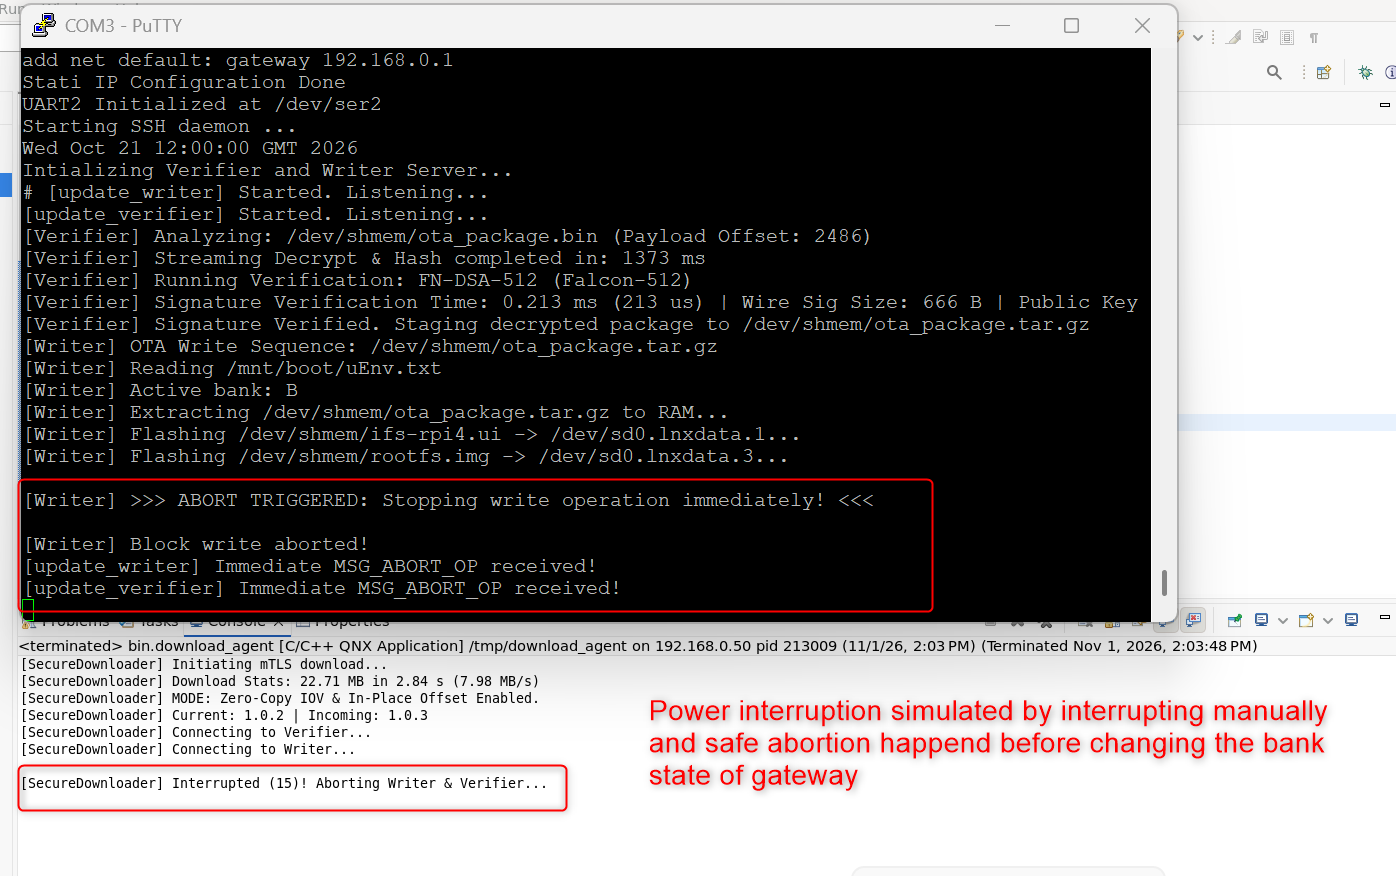 COM3 - PuTTY
add net default: gateway 192.168.0.1
Stati IP Configuration Done
UART2 Initialized at /dev/ser2
Starting SSH daemon ...
Wed Oct 21 12:00:00 GMT 2026
Intializing Verifier and Writer Server...
# [update_writer] Started. Listening...
[update_verifier] Started. Listening...
[Verifier] Analyzing: /dev/shmem/ota_package.bin (Payload Offset: 2486)
[Verifier] Streaming Decrypt & Hash completed in: 1373 ms
[Verifier] Running Verification: FN-DSA-512 (Falcon-512)
[Verifier] Signature Verification Time: 0.213 ms (213 us) | Wire Sig Size: 666 B | Public Key
[Verifier] Signature Verified. Staging decrypted package to /dev/shmem/ota_package.tar.gz
[Writer] OTA Write Sequence: /dev/shmem/ota_package.tar.gz
[Writer] Reading /mnt/boot/uEnv.txt
[Writer] Active bank: B
[Writer] Extracting /dev/shmem/ota_package.tar.gz to RAM...
[Writer] Flashing /dev/shmem/ifs-rpi4.ui -> /dev/sd0.lnxdata.1...
[Writer] Flashing /dev/shmem/rootfs.img -> /dev/sd0.lnxdata.3...
[Writer] >>> ABORT TRIGGERED: Stopping write operation immediately! <<<
[Writer] Block write aborted!
[update_writer] Immediate MSG_ABORT_OP received!
[update_verifier] Immediate MSG_ABORT_OP received!
Problems Tasks Console Properties
<terminated> bin.download_agent [C/C++ QNX Application] /tmp/download_agent on 192.168.0.50 pid 213009 (11/1/26, 2:03 PM) (Terminated Nov 1, 2026, 2:03:48 PM)
[SecureDownloader] Initiating mTLS download...
[SecureDownloader] Download Stats: 22.71 MB in 2.84 s (7.98 MB/s)
[SecureDownloader] MODE: Zero-Copy IOV & In-Place Offset Enabled.
[SecureDownloader] Current: 1.0.2 | Incoming: 1.0.3
[SecureDownloader] Connecting to Verifier...
[SecureDownloader] Connecting to Writer...
[SecureDownloader] Interrupted (15)! Aborting Writer & Verifier...
Power interruption simulated by interrupting manually
and safe abortion happend before changing the bank
state of gateway